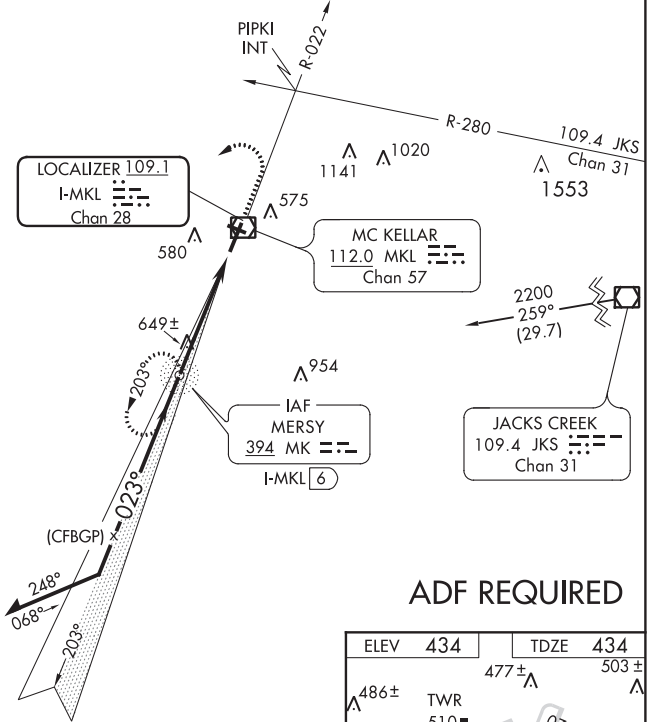 PIPKI
INT
R-022
R-280
109.4 JKS
Chan 31
1141
1020
1553
LOCALIZER 109.1
I-MKL
Chan 28
575
580
MC KELLAR
112.0 MKL
Chan 57
2200
259°
(29.7)
649±
203°
954
IAF
MERSY
394 MK
I-MKL 6
JACKS CREEK
109.4 JKS
Chan 31
023°
(CFBGP) x
248°
068°
203°
ADF REQUIRED
ELEV 434 TDZE 434
477±
503±
486±
TWR
510